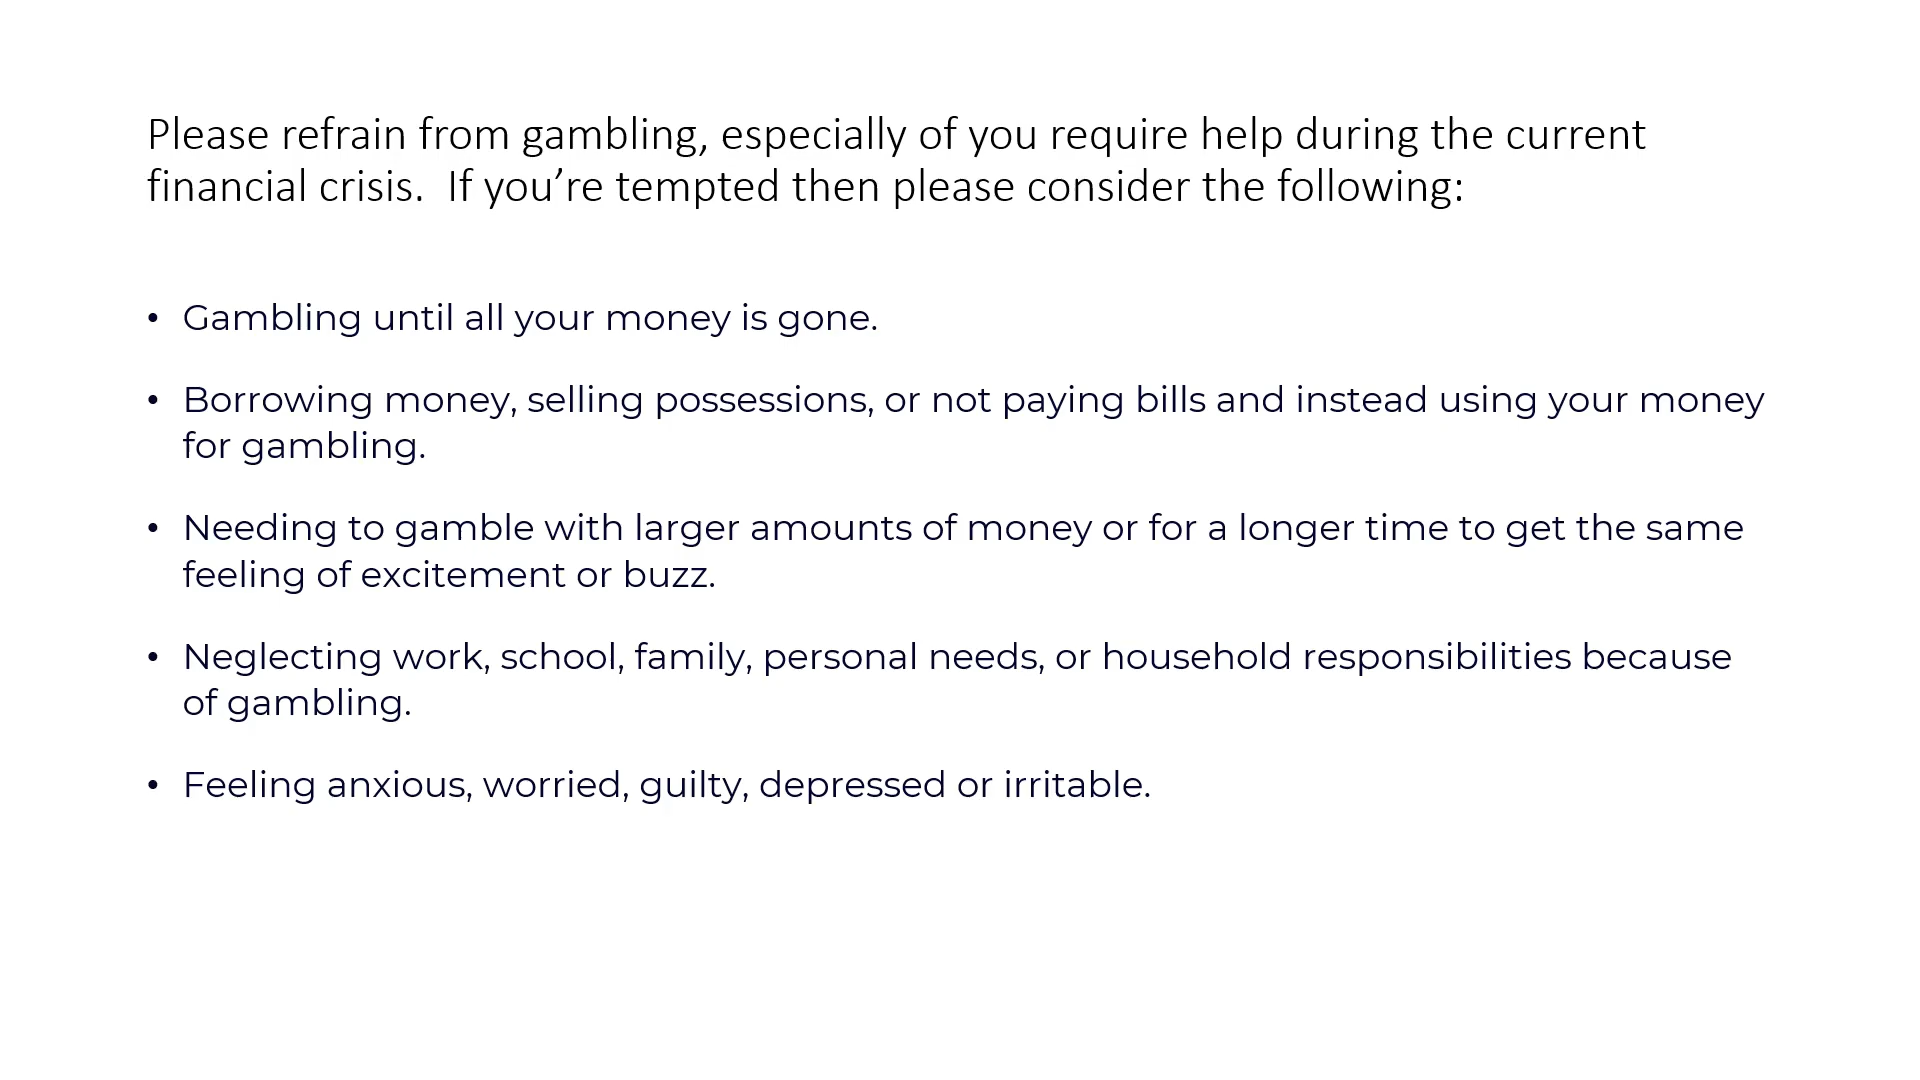 Please refrain from gambling, especially of you require help during the current
financial crisis.  If you’re tempted then please consider the following:
• Gambling until all your money is gone.
• Borrowing money, selling possessions, or not paying bills and instead using your money
for gambling.
• Needing to gamble with larger amounts of money or for a longer time to get the same
feeling of excitement or buzz.
• Neglecting work, school, family, personal needs, or household responsibilities because
of gambling.
• Feeling anxious, worried, guilty, depressed or irritable.